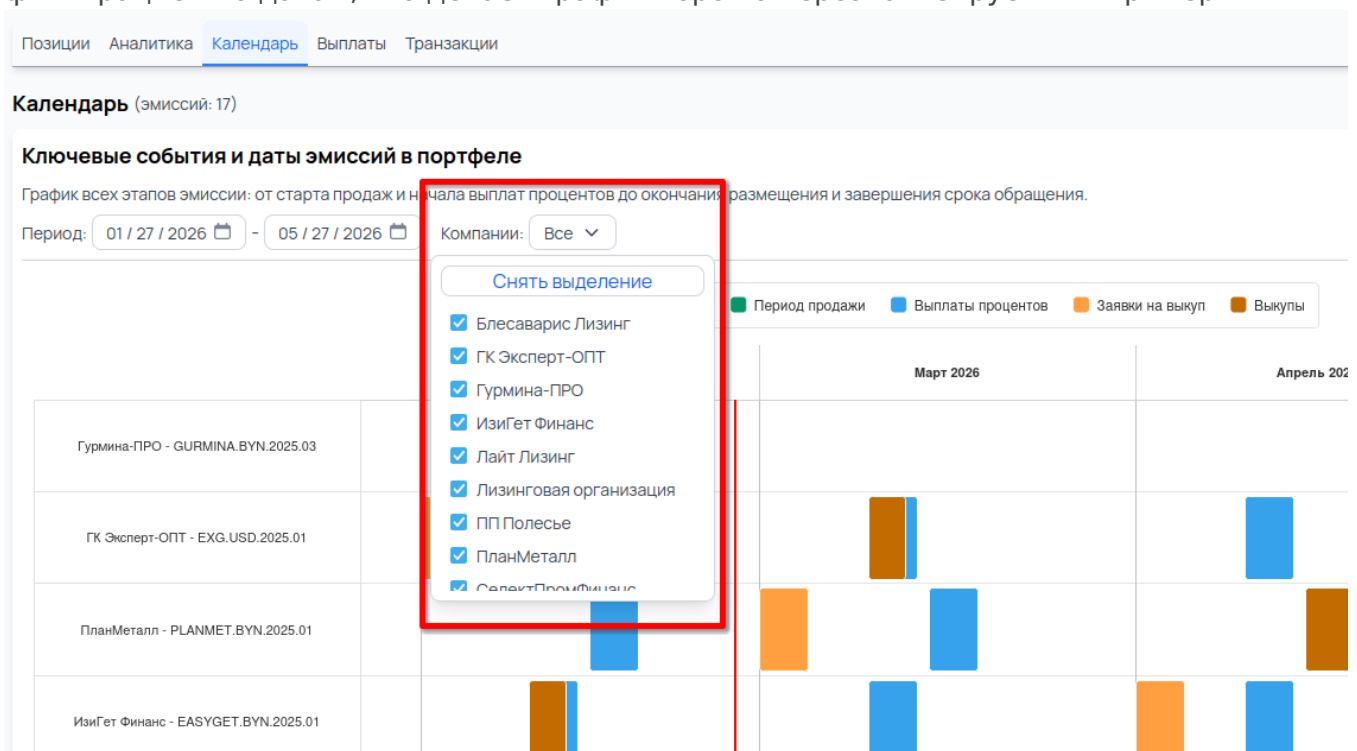 Позиции Аналитика Календарь Выплаты Транзакции
Календарь (эмиссий: 17)
Ключевые события и даты эмиссий в портфеле
График всех этапов эмиссии: от старта продаж и начала выплат процентов до окончания размещения и завершения срока обращения.
Период: 01 / 27 / 2026 - 05 / 27 / 2026 Компании: Все
Снять выделение
Период продажи Выплаты процентов Заявки на выкуп Выкупы
Блесаварис Лизинг
ГК Эксперт-ОПТ
Март 2026 Апрель 202
Гурмина-ПРО
ИзиГет Финанс
Гурмина-ПРО - GURMINA.BYN.2025.03
Лайт Лизинг
Лизинговая организация
ПП Полесье
ГК Эксперт-ОПТ - EXG.USD.2025.01
ПланМеталл
СелектПромФинанс
ПланМеталл - PLANMET.BYN.2025.01
ИзиГет Финанс - EASYGET.BYN.2025.01